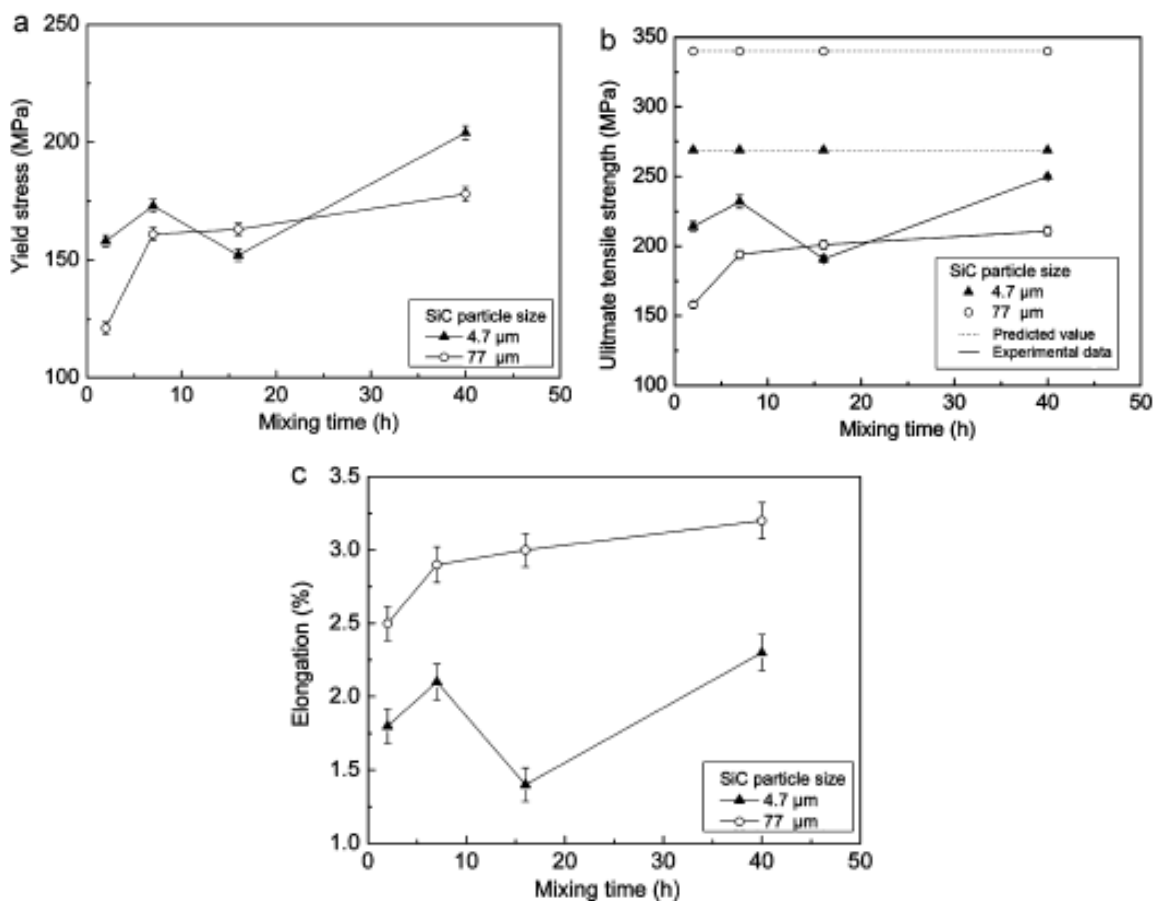 a
250
200
150
100
Yield stress (MPa)
SiC particle size
4.7 µm
77 µm
0 10 20 30 40 50
Mixing time (h)
b
350
300
250
200
150
100
Ulitmate tensile strength (MPa)
SiC particle size
4.7 µm
77 µm
Predicted value
Experimental data
0 10 20 30 40 50
Mixing time (h)
c
3.5
3.0
2.5
2.0
1.5
1.0
Elongation (%)
SiC particle size
4.7 µm
77 µm
0 10 20 30 40 50
Mixing time (h)